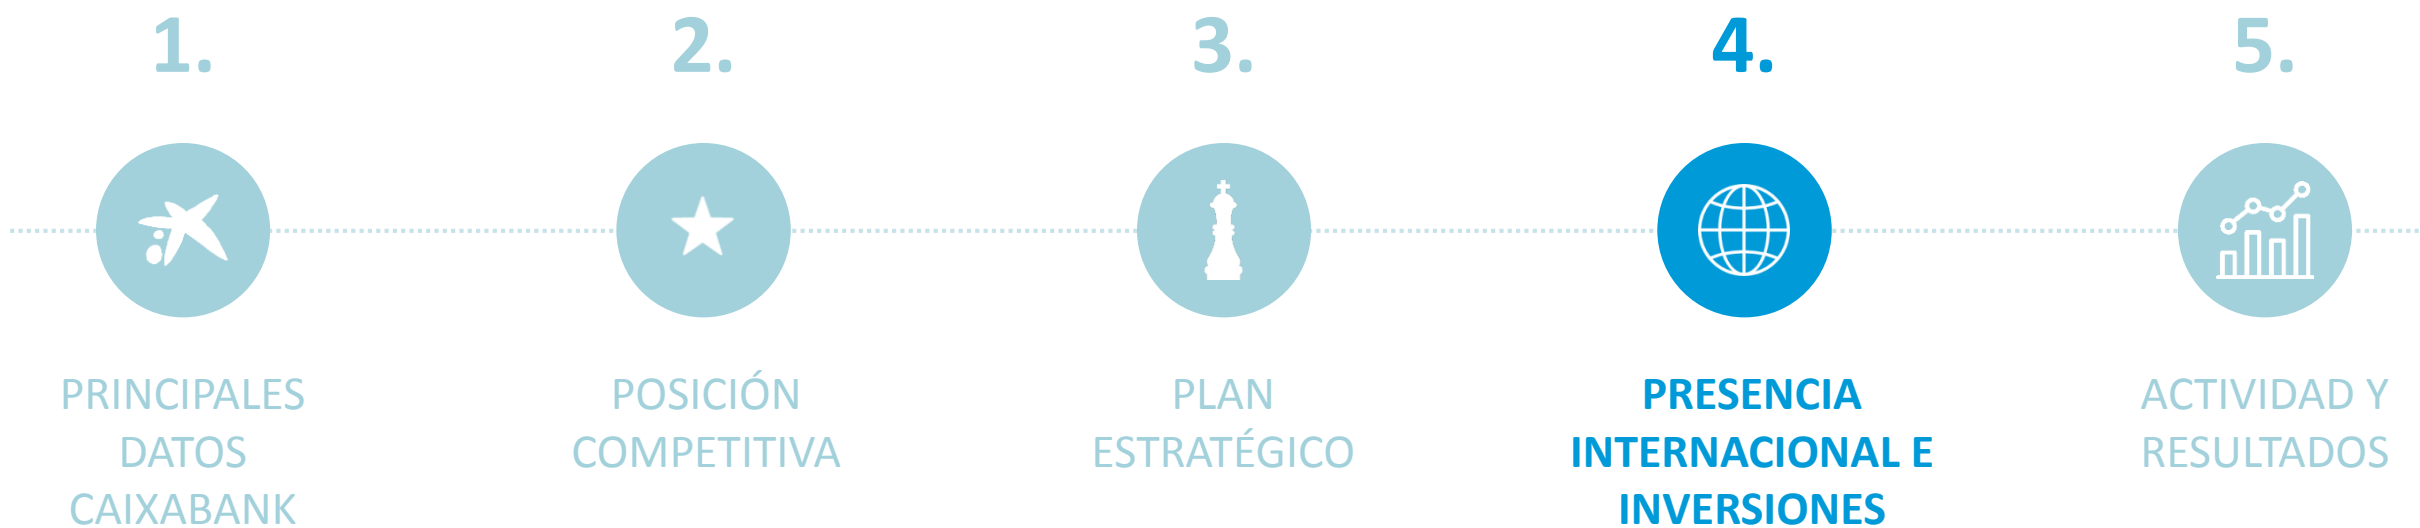 1.
PRINCIPALES
DATOS
CAIXABANK
2.
POSICIÓN
COMPETITIVA
3.
PLAN
ESTRATÉGICO
4.
PRESENCIA
INTERNACIONAL E
INVERSIONES
5.
ACTIVIDAD Y
RESULTADOS